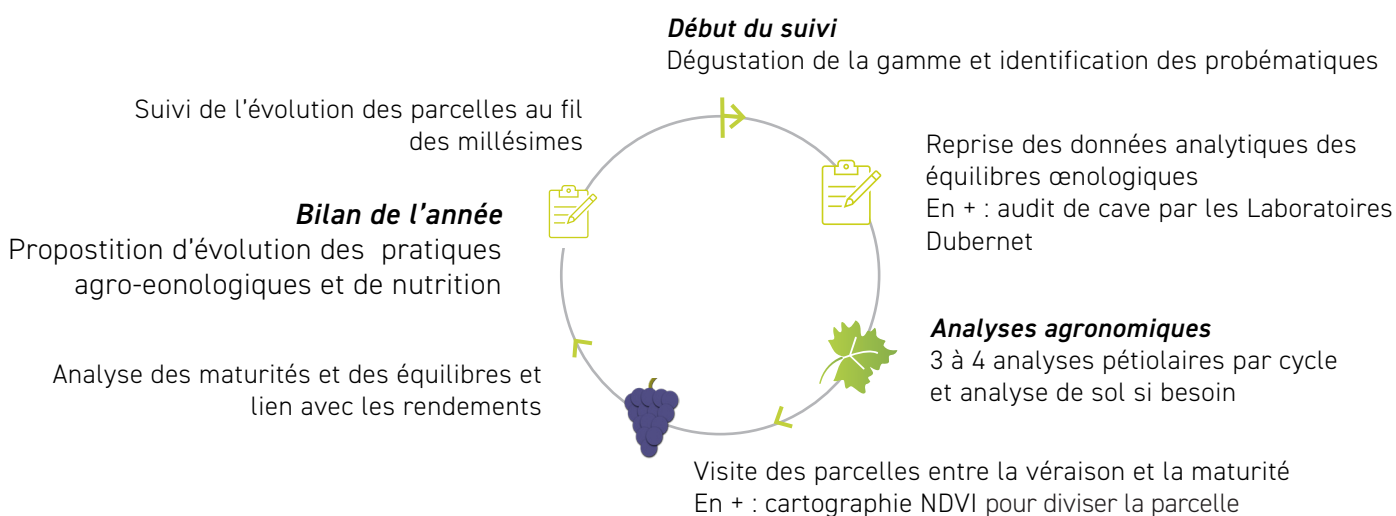 Début du suivi
Dégustation de la gamme et identification des probématiques
Reprise des données analytiques des
équilibres œnologiques
En + : audit de cave par les Laboratoires
Dubernet
Analyses agronomiques
3 à 4 analyses pétiolaires par cycle
et analyse de sol si besoin
Visite des parcelles entre la véraison et la maturité
En + : cartographie NDVI pour diviser la parcelle
Analyse des maturités et des équilibres et
lien avec les rendements
Bilan de l'année
Propostition d'évolution des pratiques
agro-eonologiques et de nutrition
Suivi de l'évolution des parcelles au fil
des millésimes